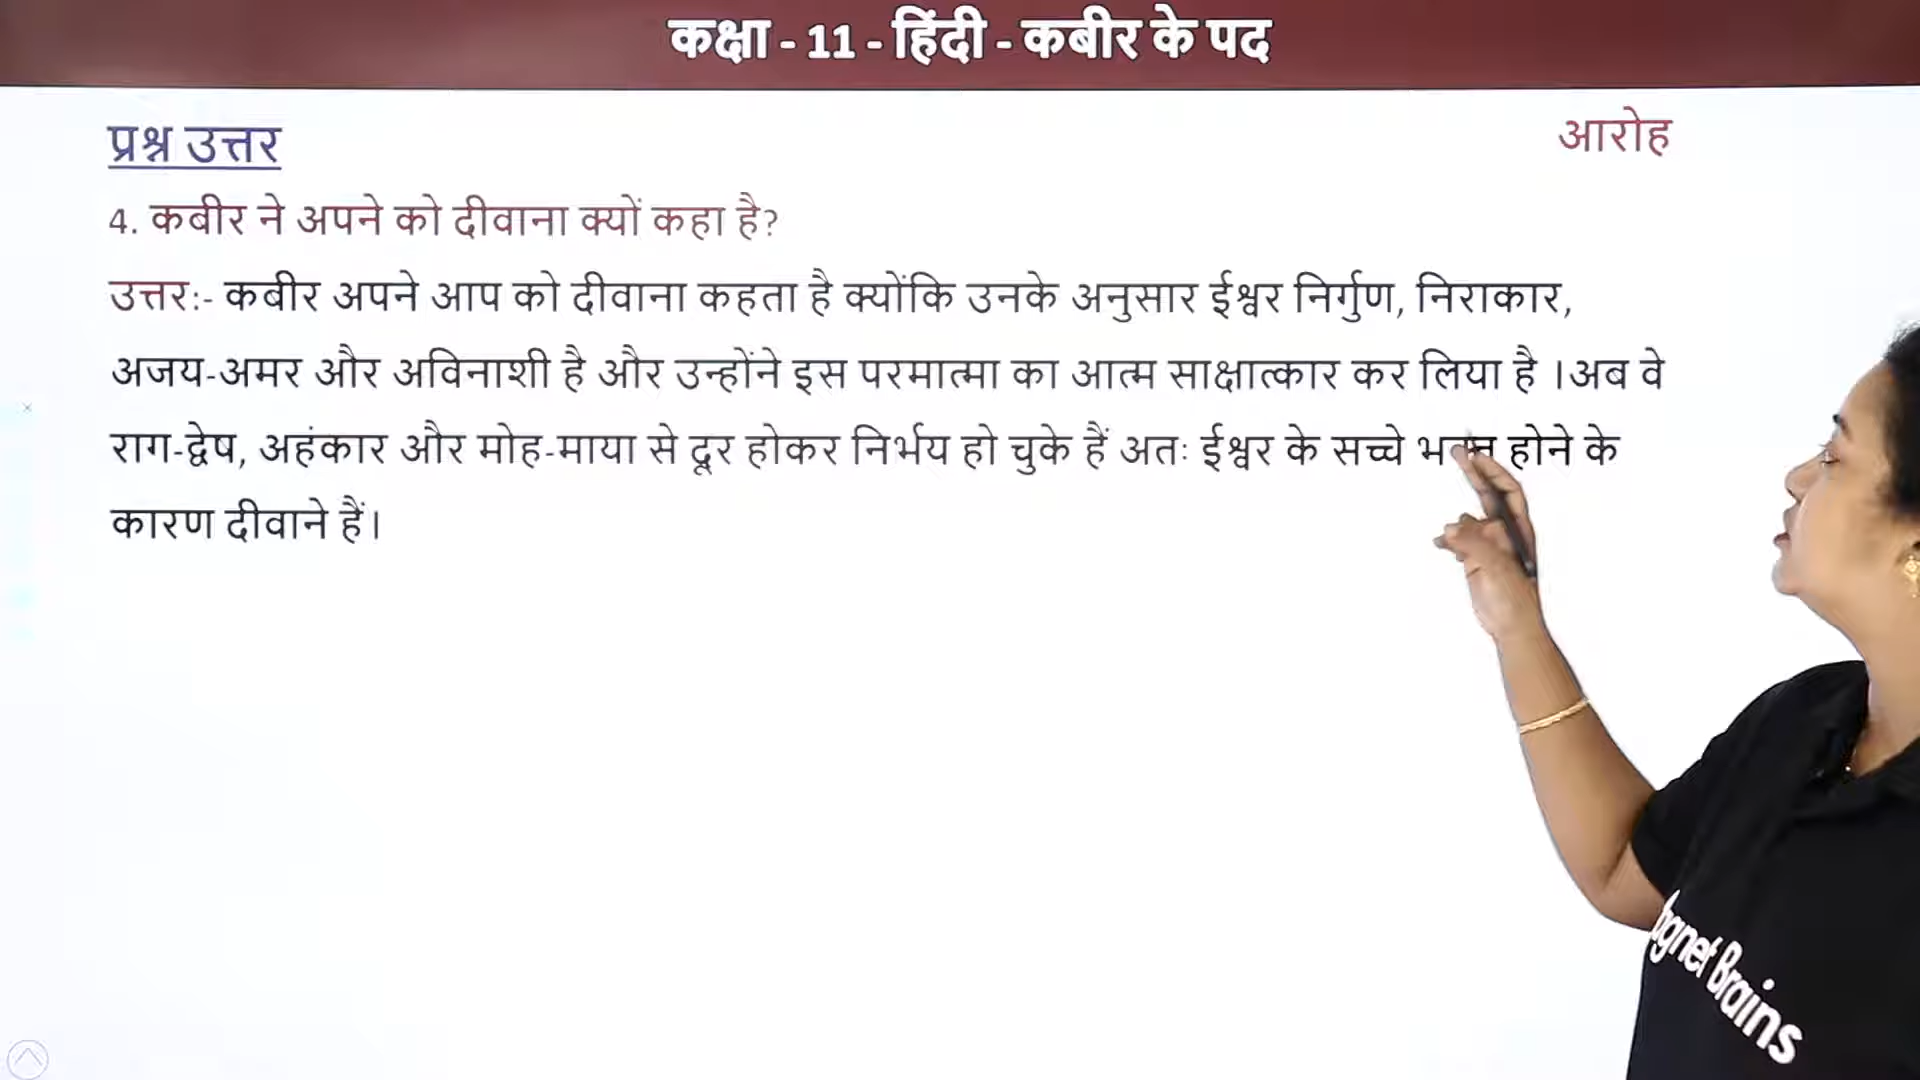 कक्षा - 11 - हिंदी - कबीर के पद
प्रश्न उत्तर
आरोह
4. कबीर ने अपने को दीवाना क्यों कहा है?
उत्तर:- कबीर अपने आप को दीवाना कहता है क्योंकि उनके अनुसार ईश्वर निर्गुण, निराकार,
अजय-अमर और अविनाशी है और उन्होंने इस परमात्मा का आत्म साक्षात्कार कर लिया है ।अब वे
राग-द्वेष, अहंकार और मोह-माया से दूर होकर निर्भय हो चुके हैं अतः ईश्वर के सच्चे भक्त होने के
कारण दीवाने हैं।
Brains